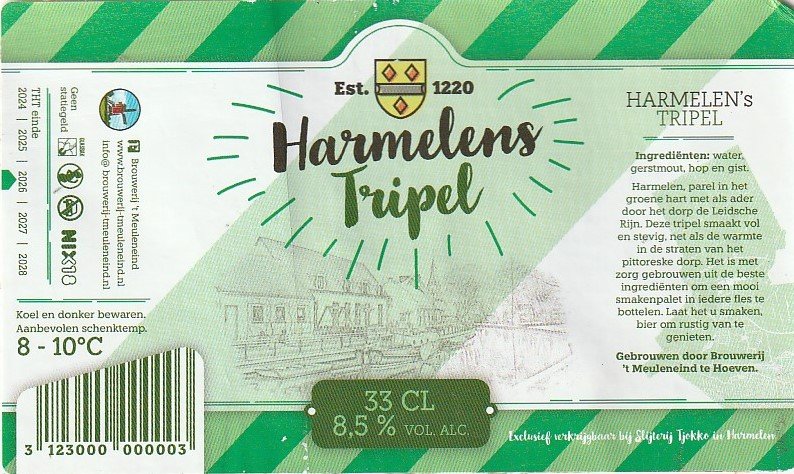 Est. 1220
Harmelens
Tripel
33 CL
8,5 % VOL. ALC.
THT einde
2024 | 2025 | 2026 | 2027 | 2028
Geen
statiegeld
GLASBAK
NIX18
Brouwerij 't Meuleneind
www.brouwerij-tmeuleneind.nl
info@brouwerij-tmeuleneind.nl
Koel en donker bewaren.
Aanbevolen schenktemp.
8 - 10°C
3 123000 000003
HARMELEN's
TRIPEL
Ingrediënten: water,
gerstmout, hop en gist.
Harmelen, parel in het
groene hart met als ader
door het dorp de Leidsche
Rijn. Deze tripel smaakt vol
en stevig, net als de warmte
in de straten van het
pittoreske dorp. Het is met
zorg gebrouwen uit de beste
ingrediënten om een mooi
smakenpalet in iedere fles te
bottelen. Laat het u smaken,
bier om rustig van te
genieten.
Gebrouwen door Brouwerij
't Meuleneind te Hoeven.
Exclusief verkrijgbaar bij Slijterij Tjokko in Harmelen